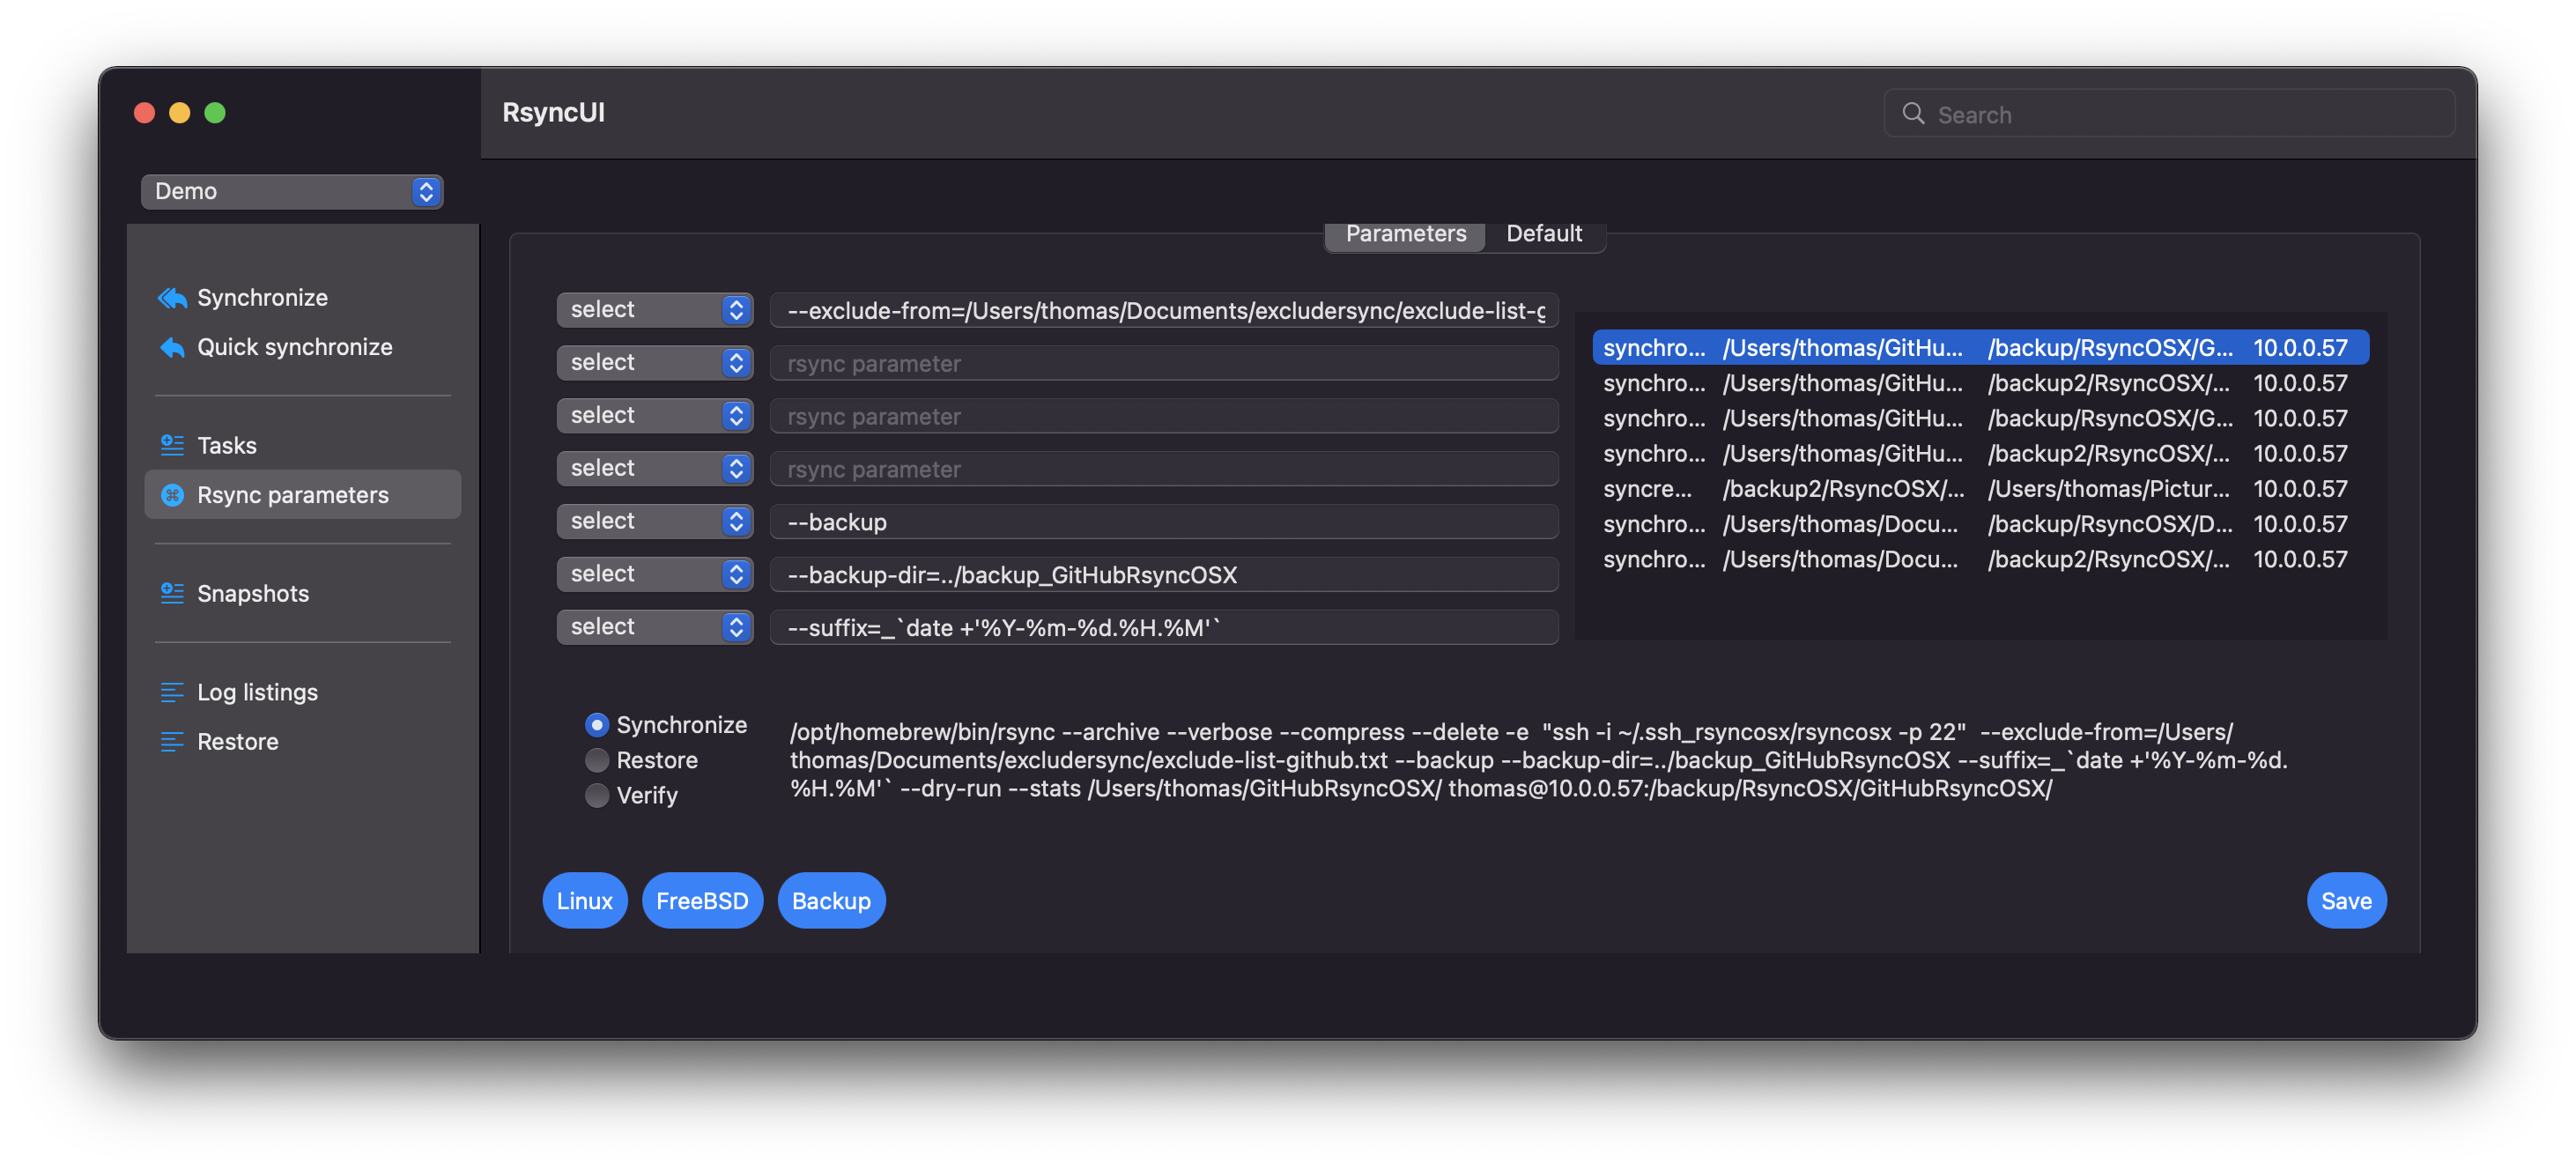 RsyncUI
Search
Demo
Synchronize
Quick synchronize
Tasks
Rsync parameters
Snapshots
Log listings
Restore
Parameters Default
select --exclude-from=/Users/thomas/Documents/excludersync/exclude-list-g
select rsync parameter
select rsync parameter
select rsync parameter
select --backup
select --backup-dir=../backup_GitHubRsyncOSX
select --suffix=_`date +'%Y-%m-%d.%H.%M'`
synchro... /Users/thomas/GitHu... /backup/RsyncOSX/G... 10.0.0.57
synchro... /Users/thomas/GitHu... /backup2/RsyncOSX/... 10.0.0.57
synchro... /Users/thomas/GitHu... /backup/RsyncOSX/G... 10.0.0.57
synchro... /Users/thomas/GitHu... /backup2/RsyncOSX/... 10.0.0.57
syncre... /backup2/RsyncOSX/... /Users/thomas/Pictur... 10.0.0.57
synchro... /Users/thomas/Docu... /backup/RsyncOSX/D... 10.0.0.57
synchro... /Users/thomas/Docu... /backup2/RsyncOSX/... 10.0.0.57
Synchronize
Restore
Verify
/opt/homebrew/bin/rsync --archive --verbose --compress --delete -e  "ssh -i ~/.ssh_rsyncosx/rsyncosx -p 22"  --exclude-from=/Users/
thomas/Documents/excludersync/exclude-list-github.txt --backup --backup-dir=../backup_GitHubRsyncOSX --suffix=_`date +'%Y-%m-%d.
%H.%M'` --dry-run --stats /Users/thomas/GitHubRsyncOSX/ thomas@10.0.0.57:/backup/RsyncOSX/GitHubRsyncOSX/
Linux FreeBSD Backup Save